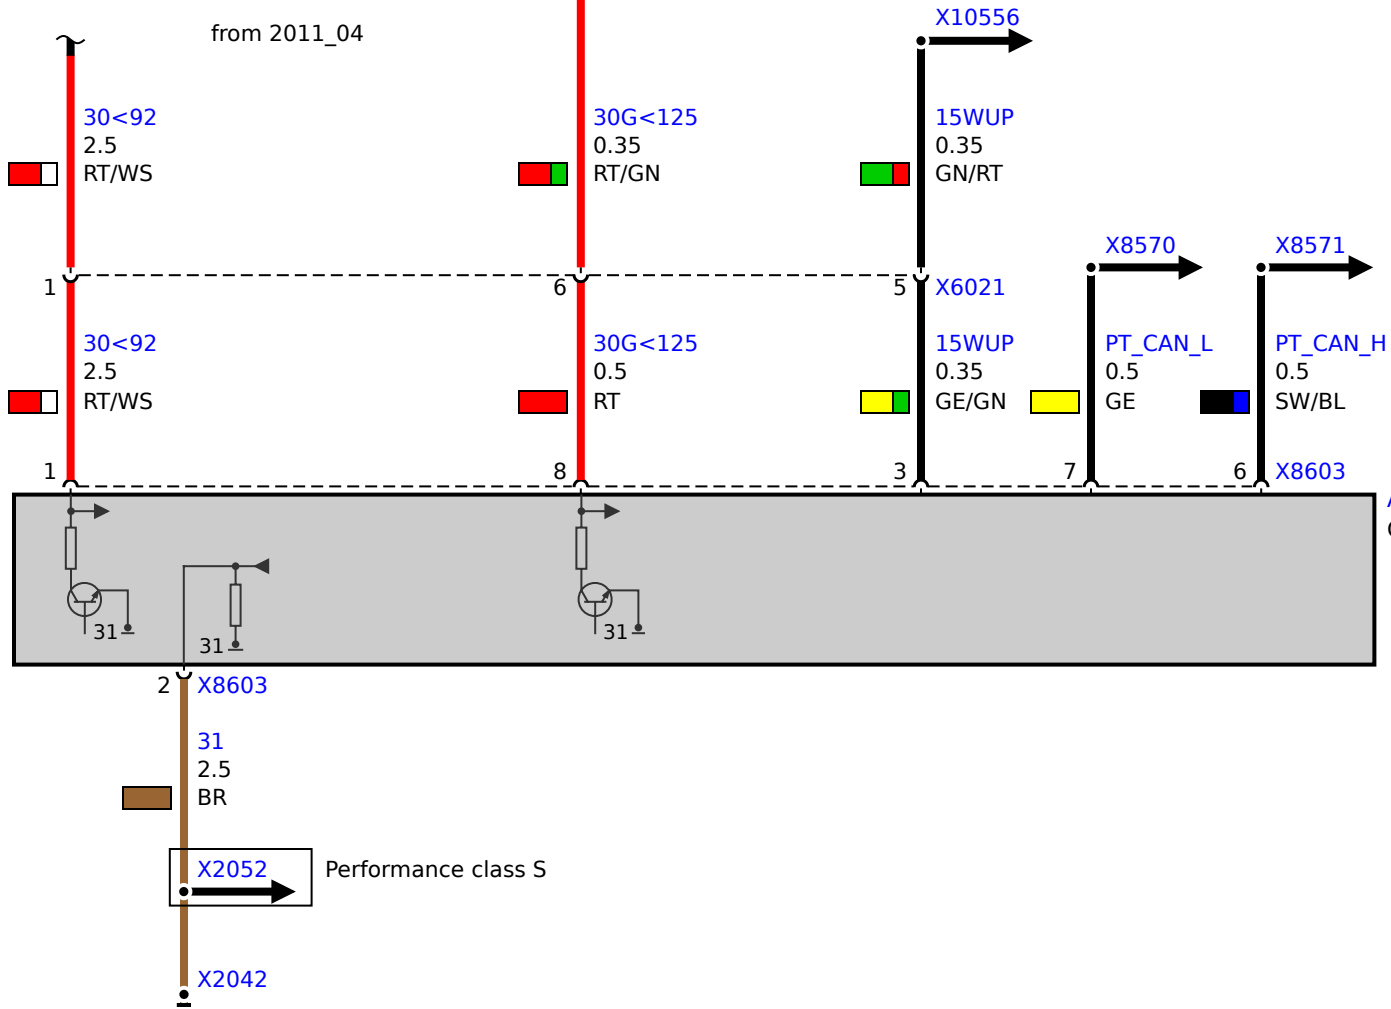 X10556
from 2011_04
30<92
2.5
RT/WS
30G<125
0.35
RT/GN
15WUP
0.35
GN/RT
X8570
X8571
1
6
5
X6021
30<92
2.5
RT/WS
30G<125
0.5
RT
15WUP
0.35
GE/GN
PT_CAN_L
0.5
GE
PT_CAN_H
0.5
SW/BL
1
8
3
7
6
X8603
31
31
31
2
X8603
31
2.5
BR
X2052
Performance class S
X2042